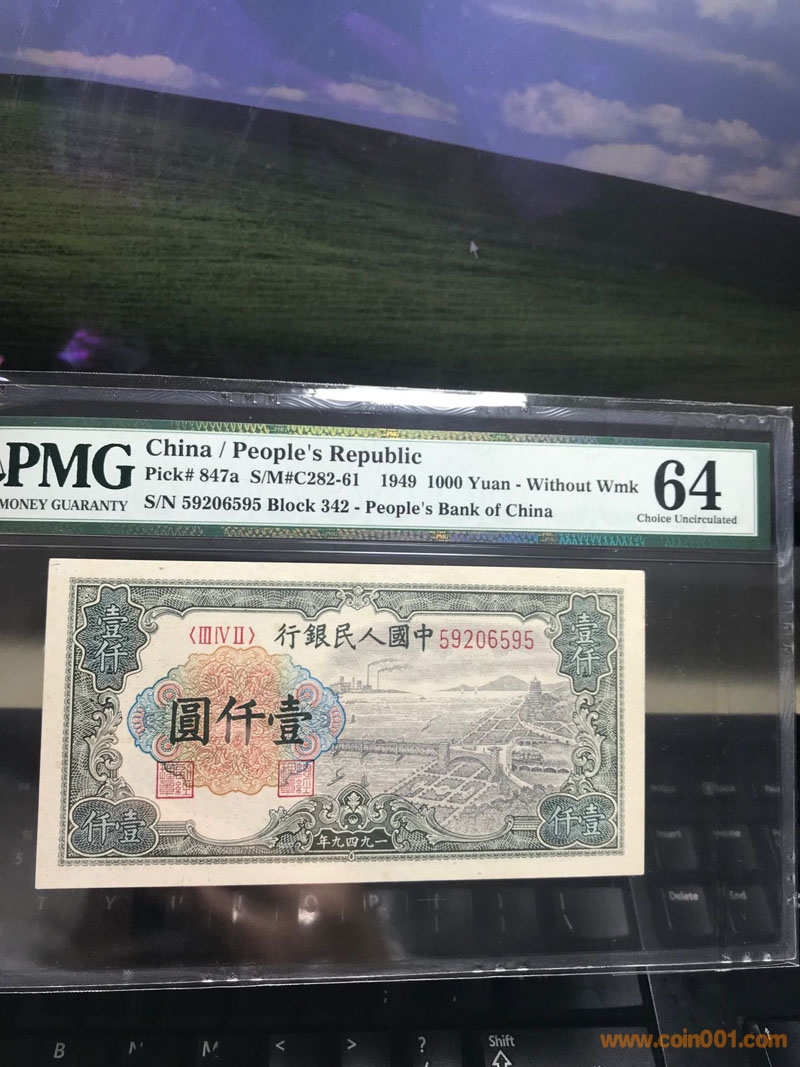 PMG
MONEY GUARANTY
China / People's Republic
Pick# 847a S/M#C282-61 1949 1000 Yuan - Without Wmk
S/N 59206595 Block 342 - People's Bank of China
64
Choice Uncirculated
壹仟
壹仟
〈ⅢⅣⅡ〉
行銀民人國中
59206595
圓仟壹
仟壹
年九四九一
仟壹
Delete
End
B
N
M
<
>
?
Shift
www.coin001.com